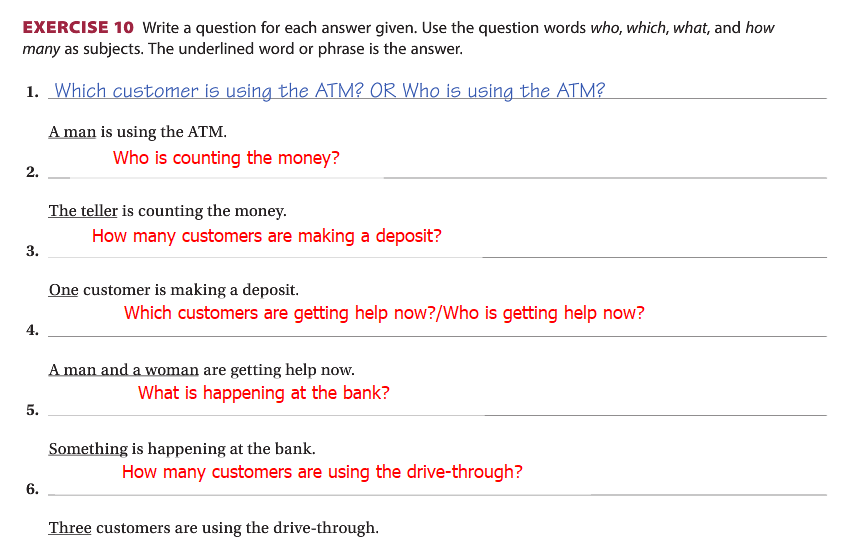 EXERCISE 10 Write a question for each answer given. Use the question words who, which, what, and how
many as subjects. The underlined word or phrase is the answer.
1. Which customer is using the ATM? OR Who is using the ATM?
A man is using the ATM.
Who is counting the money?
2.
The teller is counting the money.
How many customers are making a deposit?
3.
One customer is making a deposit.
Which customers are getting help now?/Who is getting help now?
4.
A man and a woman are getting help now.
What is happening at the bank?
5.
Something is happening at the bank.
How many customers are using the drive-through?
6.
Three customers are using the drive-through.